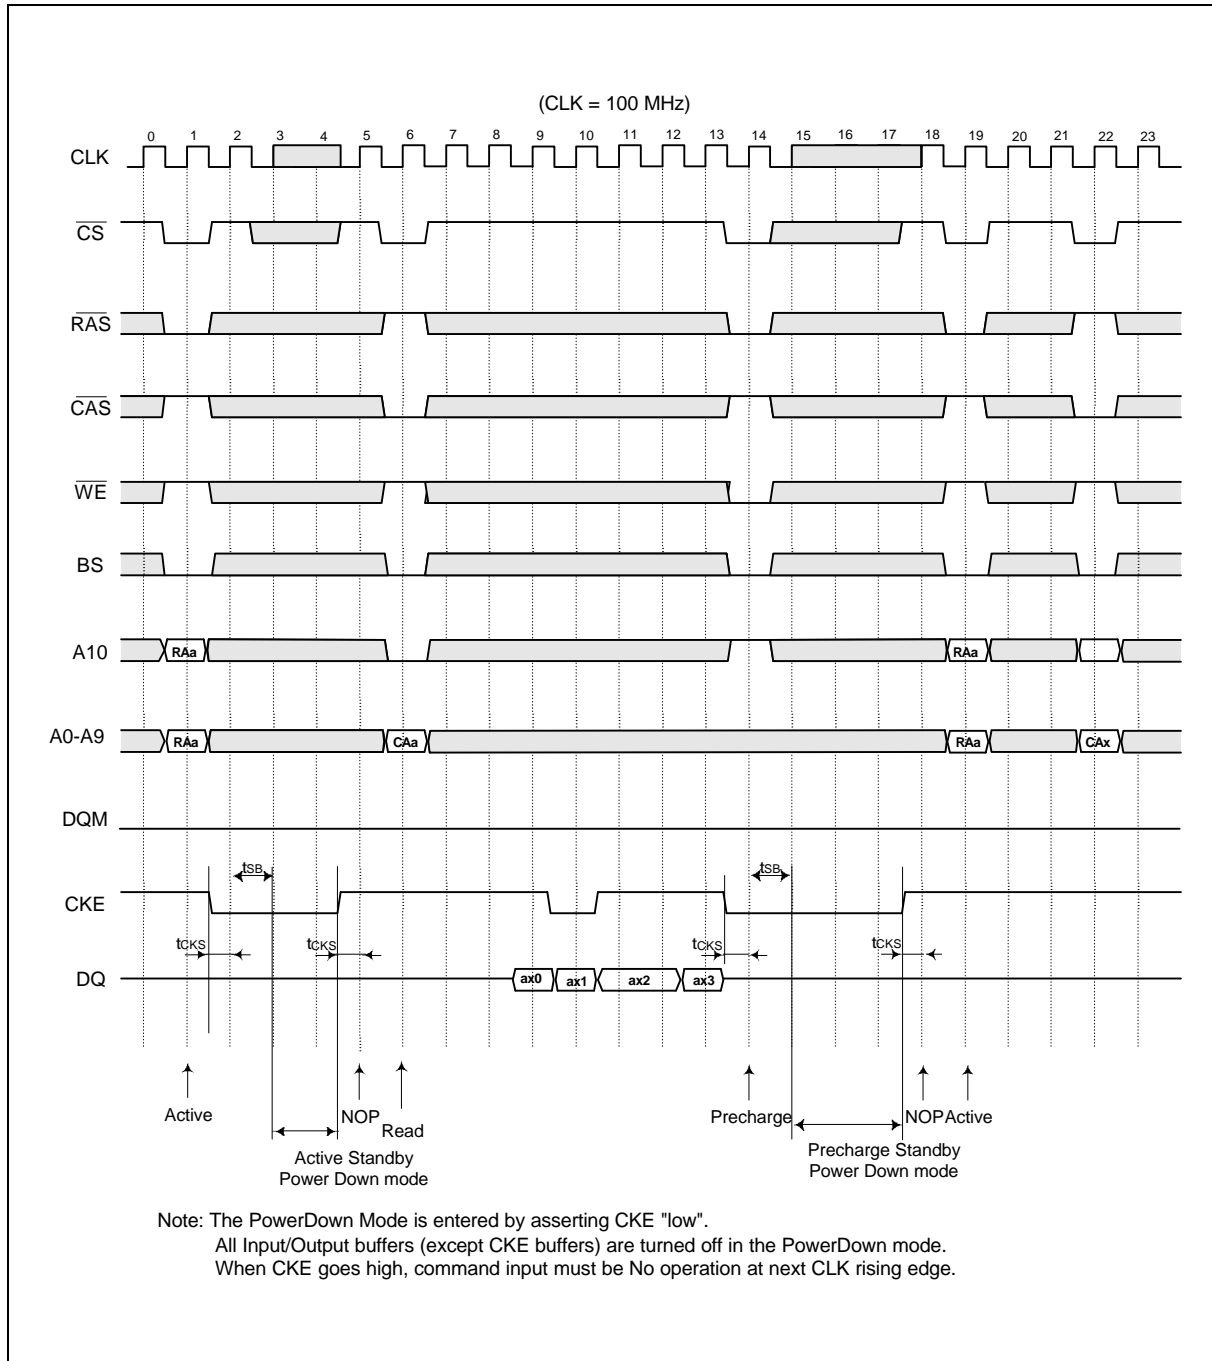 (CLK = 100 MHz)
0 1 2 3 4 5 6 7 8 9 10 11 12 13 14 15 16 17 18 19 20 21 22 23
CLK
CS
RAS
CAS
WE
BS
A10 RAa RAa
A0-A9 RAa CAa RAa CAx
DQM
tSB tSB
CKE
tCKS tCKS tCKS tCKS
DQ ax0 ax1 ax2 ax3
Active NOP Read Precharge NOP Active
Active Standby
Power Down mode
Precharge Standby
Power Down mode
Note: The PowerDown Mode is entered by asserting CKE "low".
All Input/Output buffers (except CKE buffers) are turned off in the PowerDown mode.
When CKE goes high, command input must be No operation at next CLK rising edge.